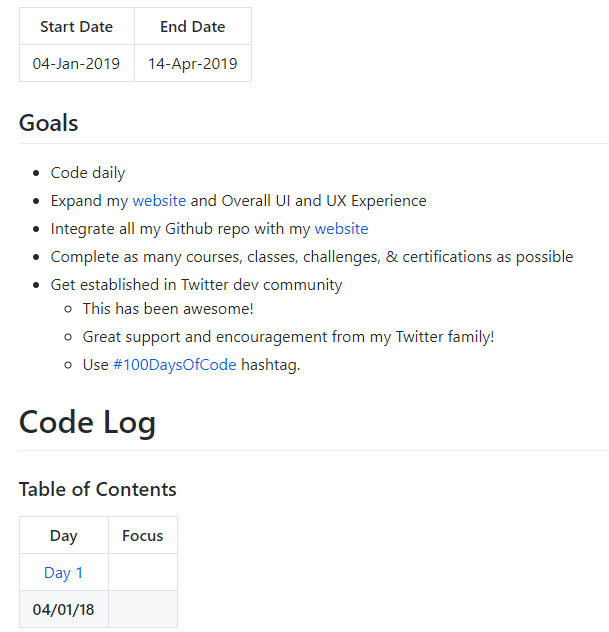 Start Date End Date
04-Jan-2019 14-Apr-2019
Goals
Code daily
Expand my website and Overall UI and UX Experience
Integrate all my Github repo with my website
Complete as many courses, classes, challenges, & certifications as possible
Get established in Twitter dev community
This has been awesome!
Great support and encouragement from my Twitter family!
Use #100DaysOfCode hashtag.
Code Log
Table of Contents
Day Focus
Day 1
04/01/18